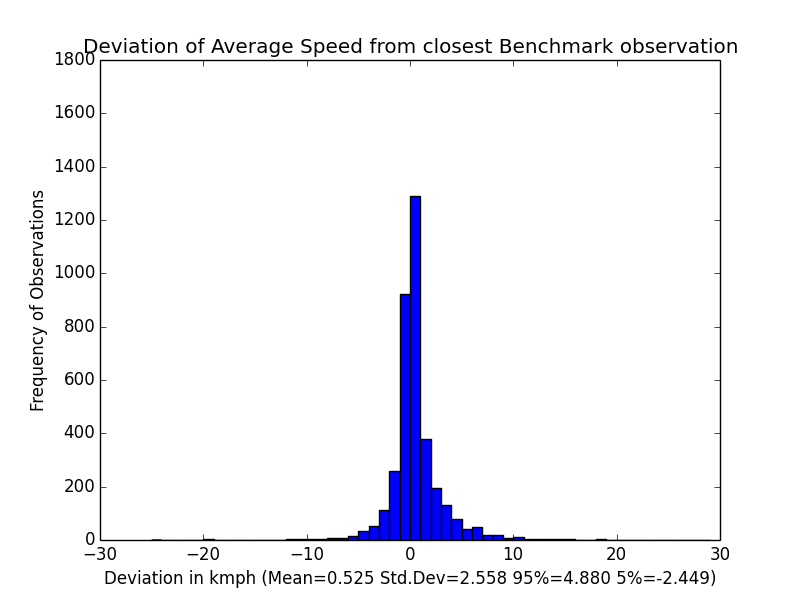 Deviation of Average Speed from closest Benchmark observation
1800
1600
1400
1200
1000
800
600
400
200
0
Frequency of Observations
−30 −20 −10 0 10 20 30
Deviation in kmph (Mean=0.525 Std.Dev=2.558 95%=4.880 5%=-2.449)